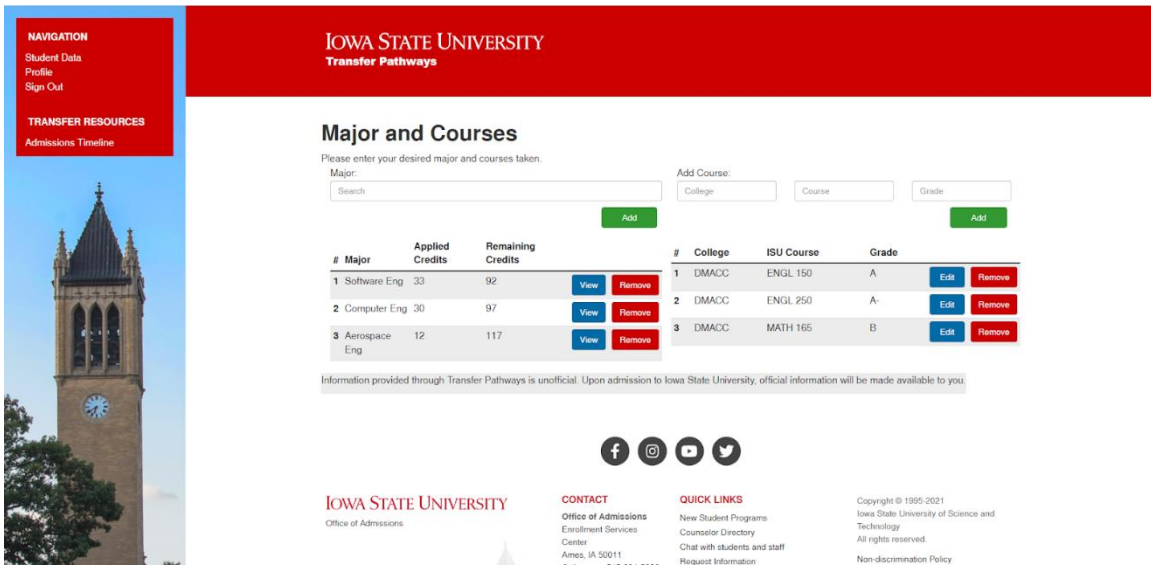 NAVIGATION
Student Data
Profile
Sign Out
TRANSFER RESOURCES
Admissions Timeline
IOWA STATE UNIVERSITY
Transfer Pathways
Major and Courses
Please enter your desired major and courses taken.
Major:
Search
Add
# Major Applied Credits Remaining Credits
1 Software Eng 33 92 View Remove
2 Computer Eng 30 97 View Remove
3 Aerospace Eng 12 117 View Remove
Add Course:
College Course Grade
Add
# College ISU Course Grade
1 DMACC ENGL 150 A Edit Remove
2 DMACC ENGL 250 A- Edit Remove
3 DMACC MATH 165 B Edit Remove
Information provided through Transfer Pathways is unofficial. Upon admission to Iowa State University, official information will be made available to you.
IOWA STATE UNIVERSITY
Office of Admissions
CONTACT
Office of Admissions
Enrollment Services
Center
Ames, IA 50011
QUICK LINKS
New Student Programs
Counselor Directory
Chat with students and staff
Request Information
Copyright © 1995-2021
Iowa State University of Science and
Technology
All rights reserved.
Non-discrimination Policy